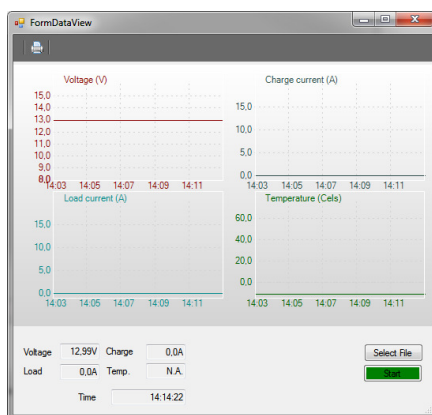 FormDataView
Voltage (V)
15,0
14,0
13,0
12,0
11,0
10,0
9,0
8,0
14:03 14:05 14:07 14:09 14:11
Charge current (A)
15,0
10,0
5,0
0,0
14:03 14:05 14:07 14:09 14:11
Load current (A)
15,0
10,0
5,0
0,0
14:03 14:05 14:07 14:09 14:11
Temperature (Cels)
60,0
40,0
20,0
0,0
14:03 14:05 14:07 14:09 14:11
Voltage 12,99V Charge 0,0A Select File
Load 0,0A Temp. N.A. Start
Time 14:14:22